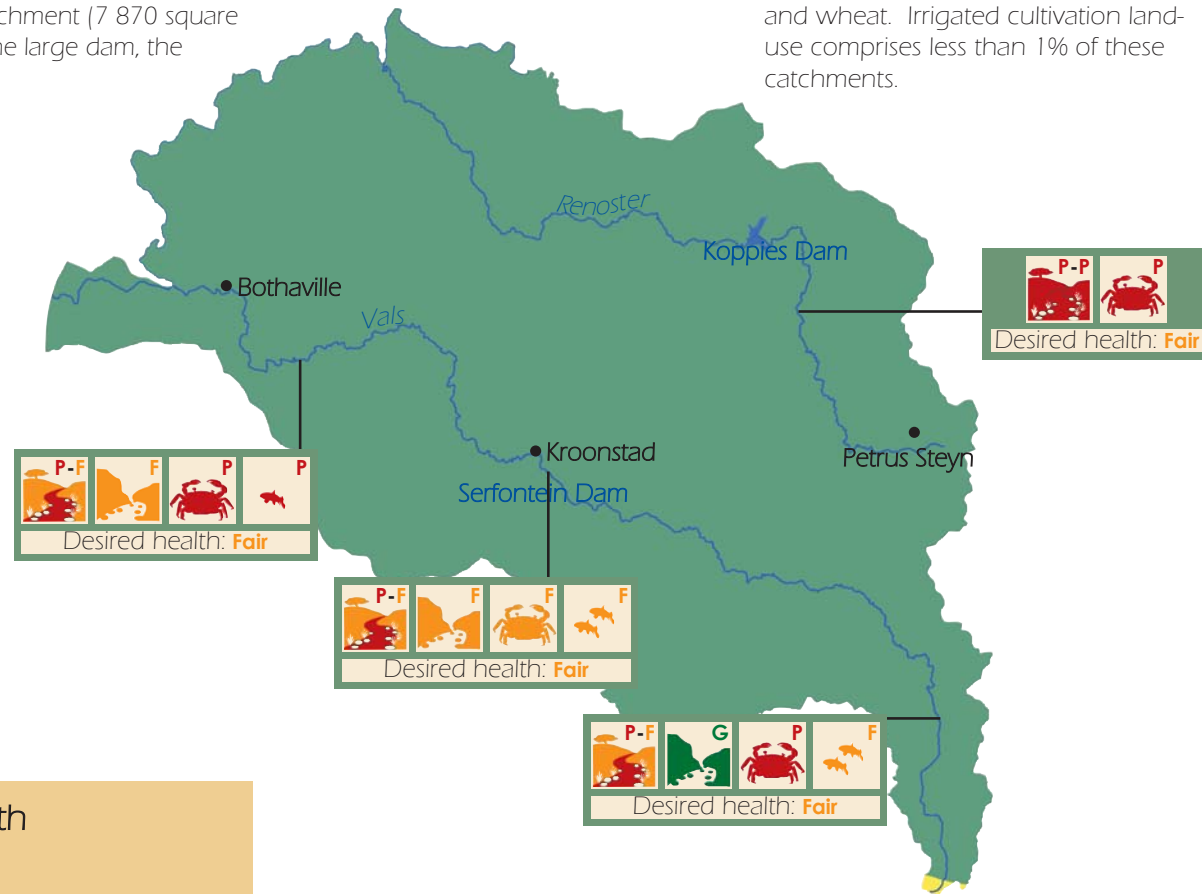 chment (7 870 square
ne large dam, the
and wheat.  Irrigated cultivation land-
use comprises less than 1% of these
catchments.
Renoster
Koppies Dam
P-P P
Desired health: Fair
Bothaville
Vals
Petrus Steyn
Kroonstad
Serfontein Dam
P-F F P P
Desired health: Fair
P-F F F F
Desired health: Fair
P-F G P F
Desired health: Fair
th